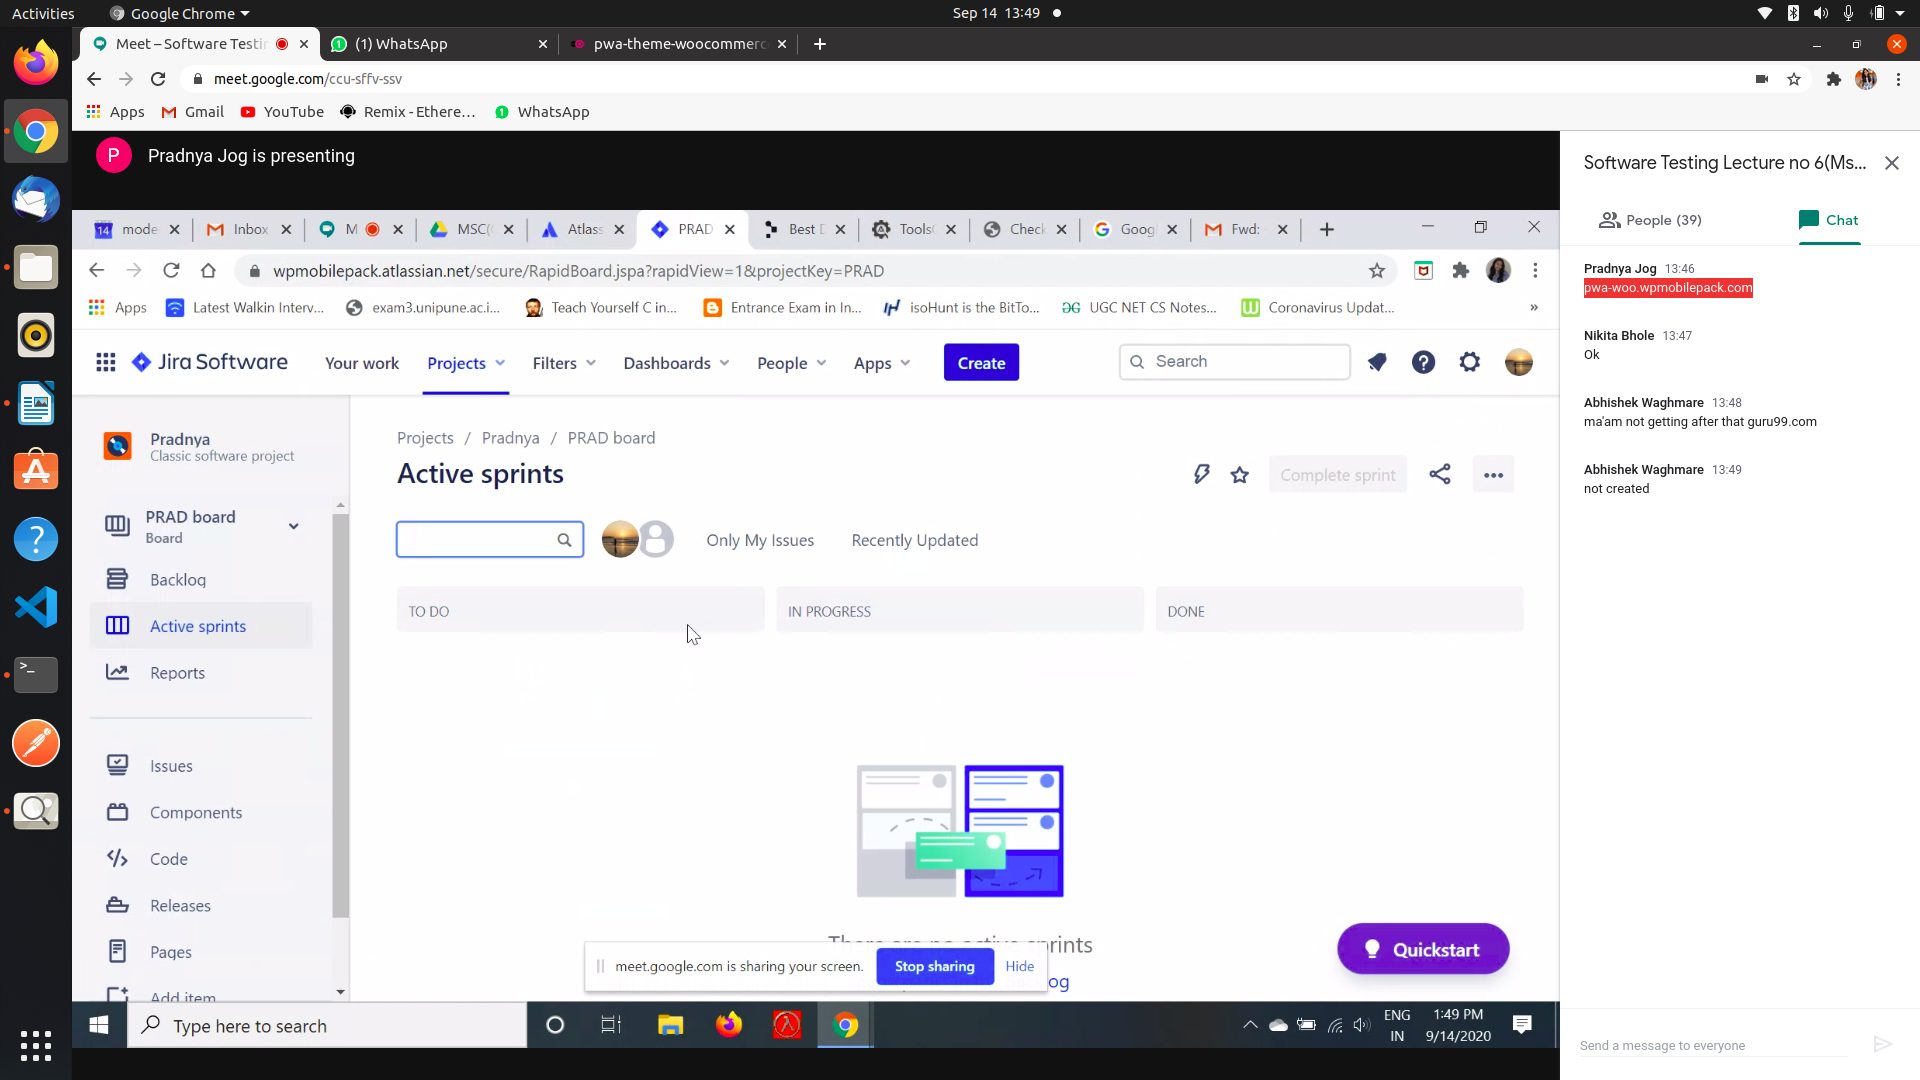 Activities
Google Chrome
Sep 14 13:49
Meet – Software Testin
(1) WhatsApp
pwa-theme-woocommerc
meet.google.com/ccu-sffv-ssv
Apps
Gmail
YouTube
Remix - Ethere…
WhatsApp
P
Pradnya Jog is presenting
14
mode
Inbox
M
MSC(
Atlass
PRAD
Best D
ToolsQ
Check
Goog
Fwd: -
wpmobilepack.atlassian.net/secure/RapidBoard.jspa?rapidView=1&projectKey=PRAD
Apps
Latest Walkin Interv...
exam3.unipune.ac.i...
Teach Yourself C in...
Entrance Exam in In...
isoHunt is the BitTo...
UGC NET CS Notes...
Coronavirus Updat...
»
Jira Software
Your work
Projects
Filters
Dashboards
People
Apps
Create
Search
Pradnya
Classic software project
PRAD board
Board
Backlog
Active sprints
Reports
Issues
Components
Code
Releases
Pages
Add item
Projects / Pradnya / PRAD board
Active sprints
Complete sprint
Only My Issues
Recently Updated
TO DO
IN PROGRESS
DONE
There are no active sprints
og
Quickstart
meet.google.com is sharing your screen.
Stop sharing
Hide
Type here to search
ENG
IN
1:49 PM
9/14/2020
Software Testing Lecture no 6(Ms...
People (39)
Chat
Pradnya Jog 13:46
pwa-woo.wpmobilepack.com
Nikita Bhole 13:47
Ok
Abhishek Waghmare 13:48
ma'am not getting after that guru99.com
Abhishek Waghmare 13:49
not created
Send a message to everyone